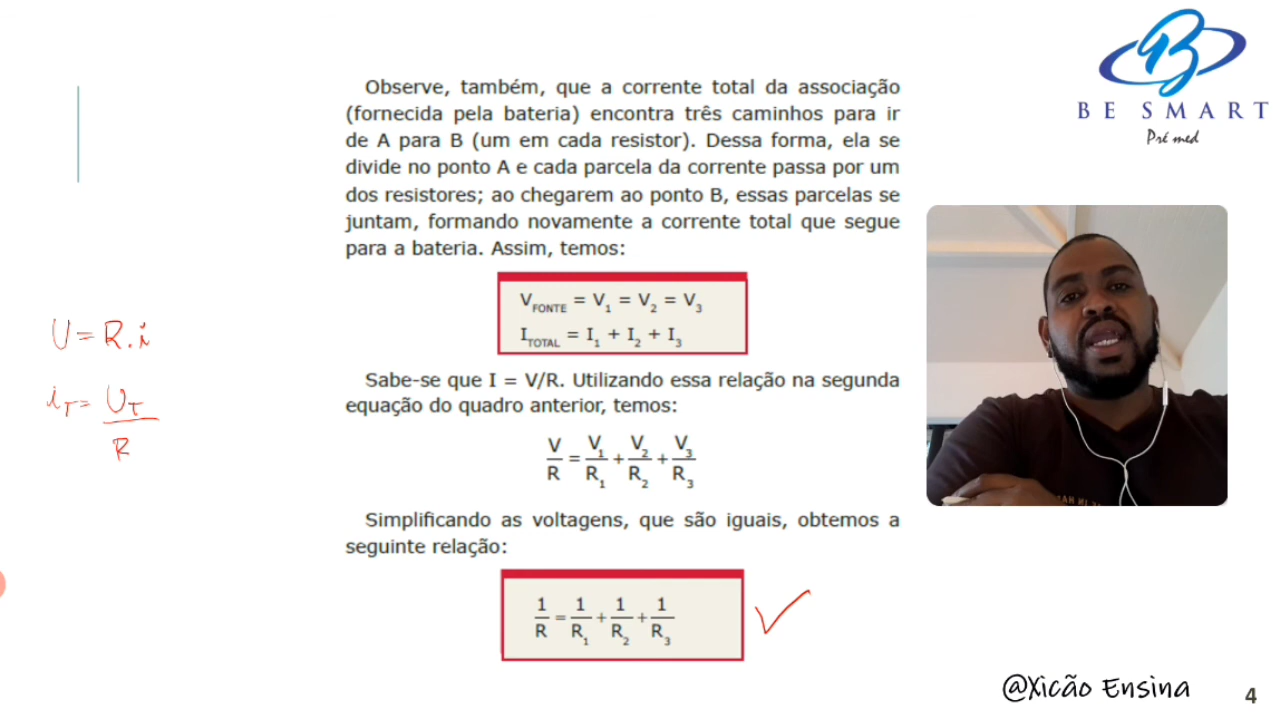 BE SMART
Pré med
Observe, também, que a corrente total da associação
(fornecida pela bateria) encontra três caminhos para ir
de A para B (um em cada resistor). Dessa forma, ela se
divide no ponto A e cada parcela da corrente passa por um
dos resistores; ao chegarem ao ponto B, essas parcelas se
juntam, formando novamente a corrente total que segue
para a bateria. Assim, temos:
V_FONTE = V_1 = V_2 = V_3
I_TOTAL = I_1 + I_2 + I_3
Sabe-se que I = V/R. Utilizando essa relação na segunda
equação do quadro anterior, temos:
V/R = V_1/R_1 + V_2/R_2 + V_3/R_3
Simplificando as voltagens, que são iguais, obtemos a
seguinte relação:
1/R = 1/R_1 + 1/R_2 + 1/R_3
U = R.i
i_T = U_T/R
@Xicão Ensina
4